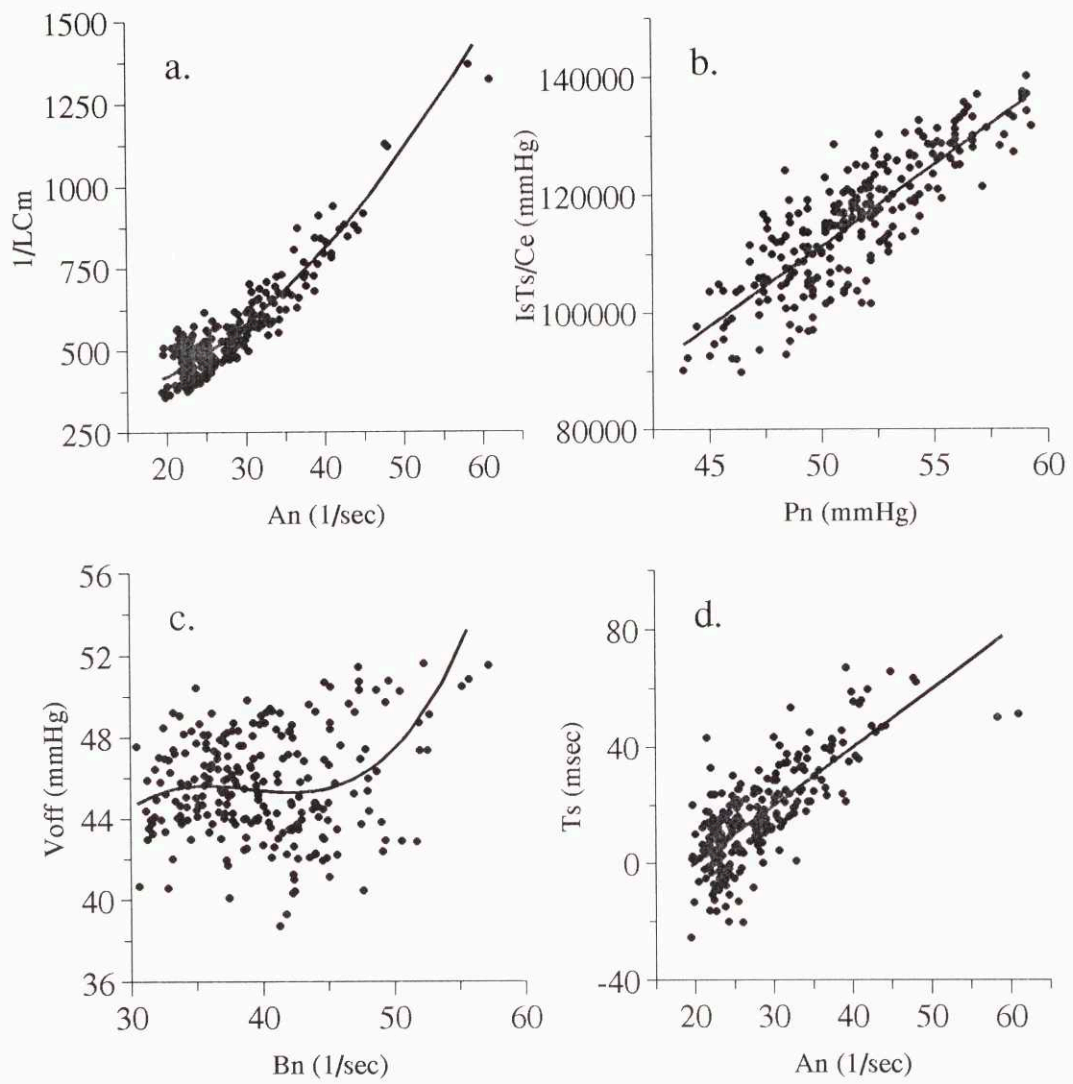 a.
1500
1250
1000
750
500
250
1/LCm
20 30 40 50 60
An (1/sec)
b.
140000
120000
100000
80000
IsTs/Ce (mmHg)
45 50 55 60
Pn (mmHg)
c.
56
52
48
44
40
36
Voff (mmHg)
30 40 50 60
Bn (1/sec)
d.
80
40
0
-40
Ts (msec)
20 30 40 50 60
An (1/sec)